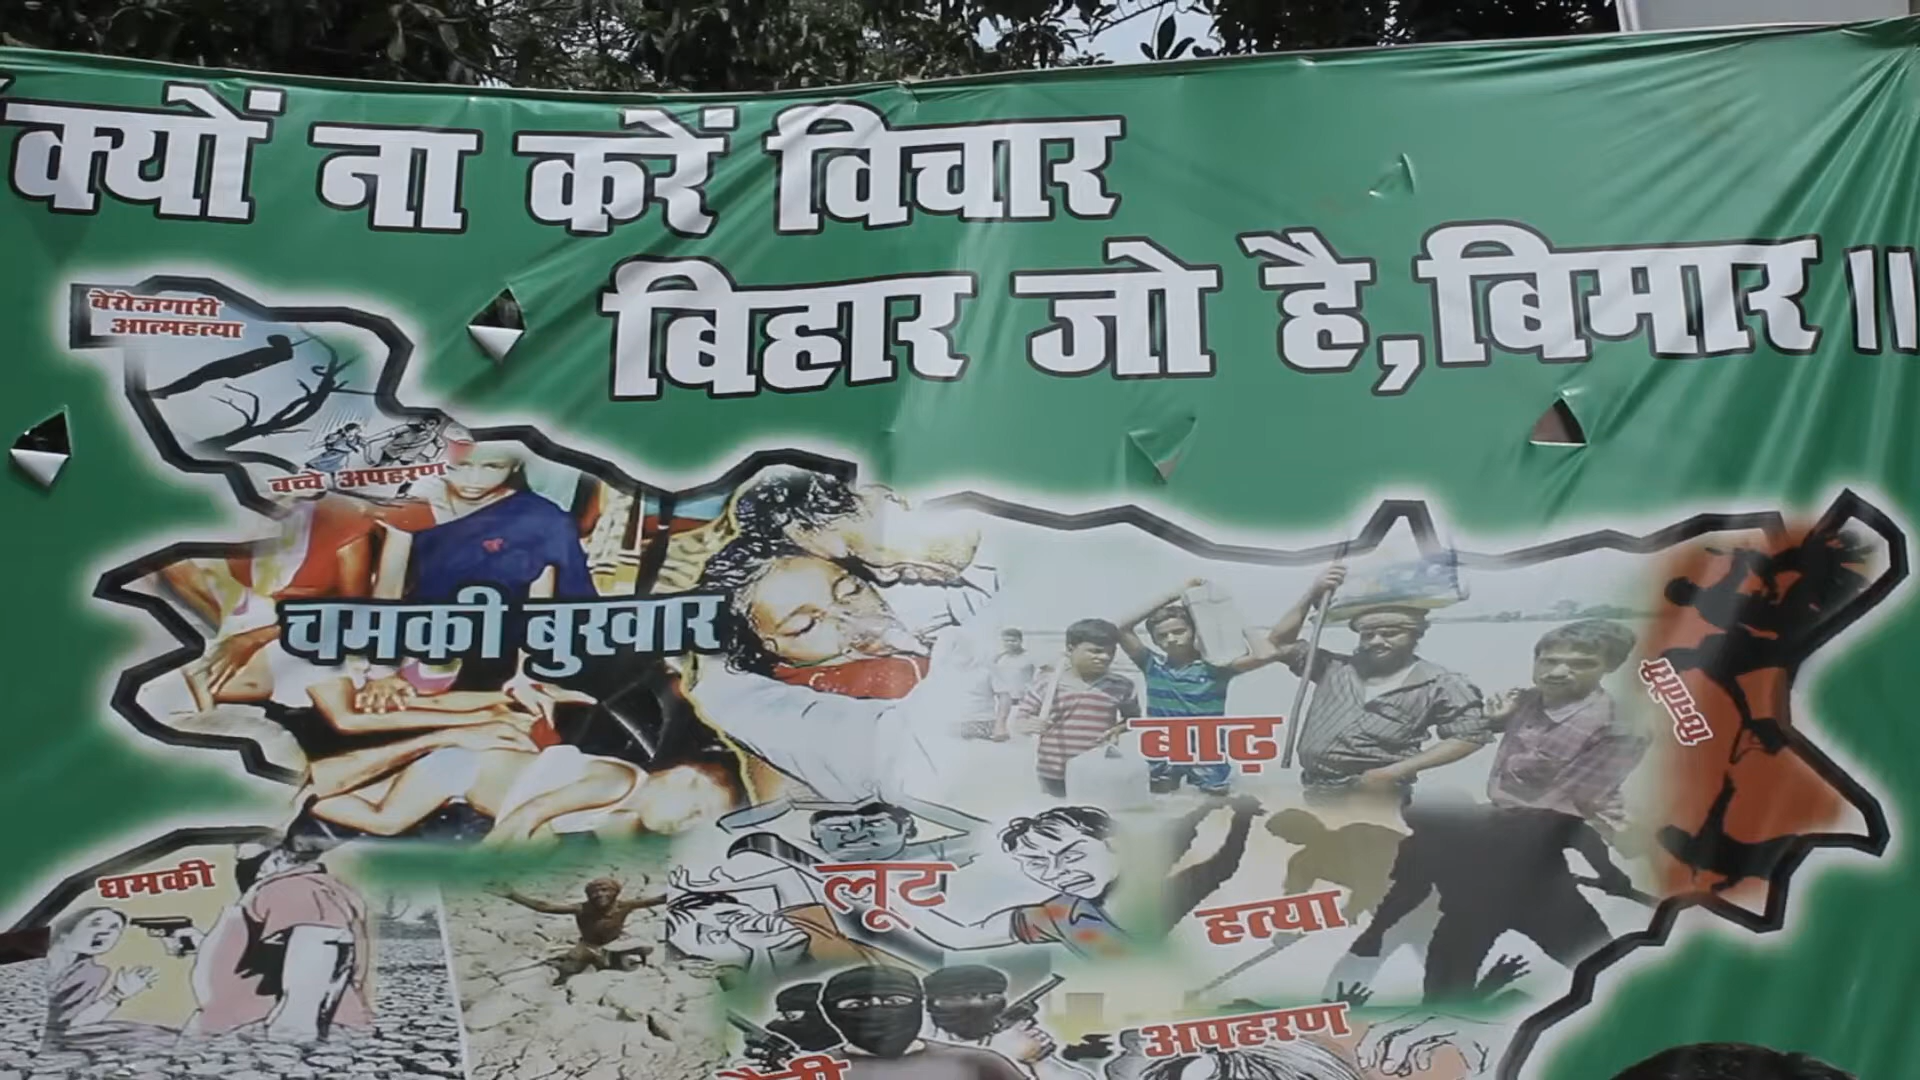 क्यों ना करें विचार
बिहार जो है, बिमार ॥
बेरोजगारी
आत्महत्या
बच्चे अपहरण
चमकी बुखार
बाढ़
धमकी
लूट
हत्या
अपहरण